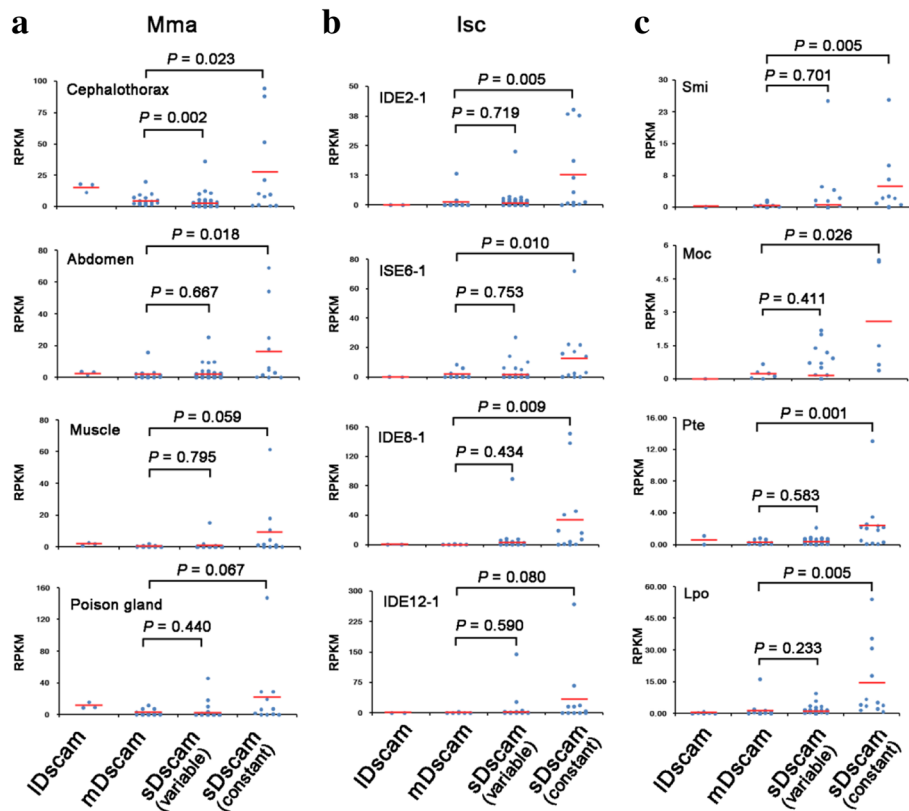 a
Mma
Cephalothorax
P = 0.023
P = 0.002
RPKM
100
75
50
25
0
Abdomen
P = 0.018
P = 0.667
RPKM
80
60
40
20
0
Muscle
P = 0.059
P = 0.795
RPKM
80
60
40
20
0
Poison gland
P = 0.067
P = 0.440
RPKM
160
120
80
40
0
lDscam
mDscam
sDscam
(variable)
sDscam
(constant)
b
Isc
IDE2-1
P = 0.005
P = 0.719
RPKM
50
40
30
20
10
0
ISE6-1
P = 0.010
P = 0.753
RPKM
80
60
40
20
0
IDE8-1
P = 0.009
P = 0.434
RPKM
160
120
80
40
0
IDE12-1
P = 0.080
P = 0.590
RPKM
300
225
150
75
0
lDscam
mDscam
sDscam
(variable)
sDscam
(constant)
c
Smi
P = 0.005
P = 0.701
RPKM
30
23
15
8
0
Moc
P = 0.026
P = 0.411
RPKM
6
4.5
3
1.5
0
Pte
P = 0.001
P = 0.583
RPKM
16.00
12.00
8.00
4.00
0.00
Lpo
P = 0.005
P = 0.233
RPKM
60.00
45.00
30.00
15.00
0.00
lDscam
mDscam
sDscam
(variable)
sDscam
(constant)